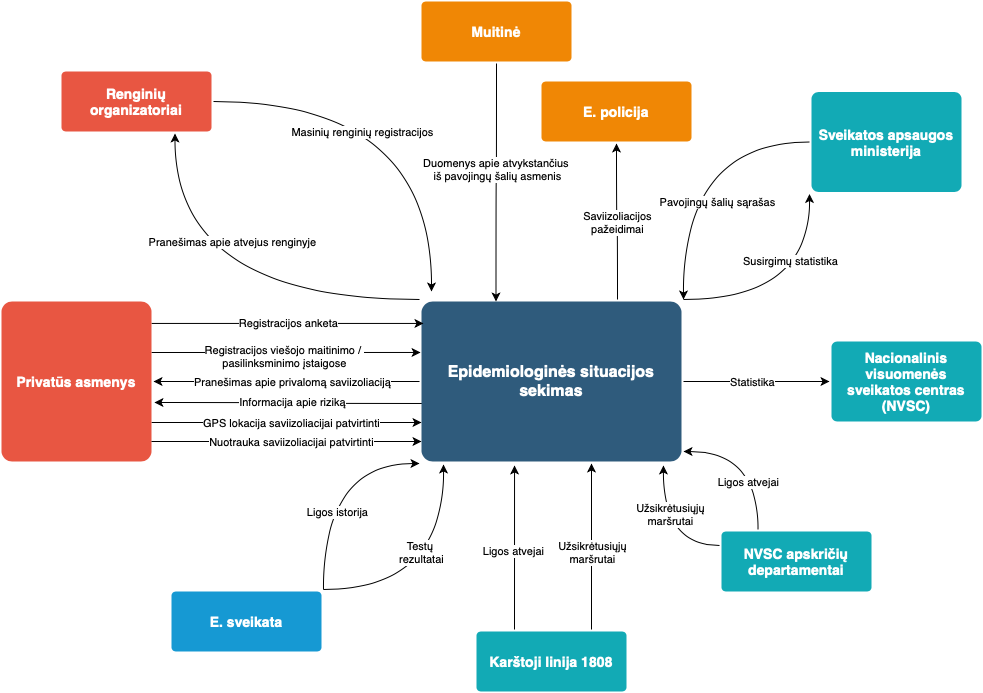 Muitinė
Renginių
organizatoriai
E. policija
Sveikatos apsaugos
ministerija
Masinių renginių registracijos
Duomenys apie atvykstančius
iš pavojingų šalių asmenis
Pavojingų šalių sąrašas
Saviizoliacijos
pažeidimai
Pranešimas apie atvejus renginyje
Susirgimų statistika
Privatūs asmenys
Registracijos anketa
Registracijos viešojo maitinimo /
pasilinksminimo įstaigose
Pranešimas apie privalomą saviizoliaciją
Informacija apie riziką
GPS lokacija saviizoliacijai patvirtinti
Nuotrauka saviizoliacijai patvirtinti
Epidemiologinės situacijos
sekimas
Statistika
Nacionalinis
visuomenės
sveikatos centras
(NVSC)
Ligos istorija
Testų
rezultatai
Ligos atvejai
Užsikrėtusiųjų
maršrutai
Užsikrėtusiųjų
maršrutai
Ligos atvejai
NVSC apskričių
departamentai
E. sveikata
Karštoji linija 1808